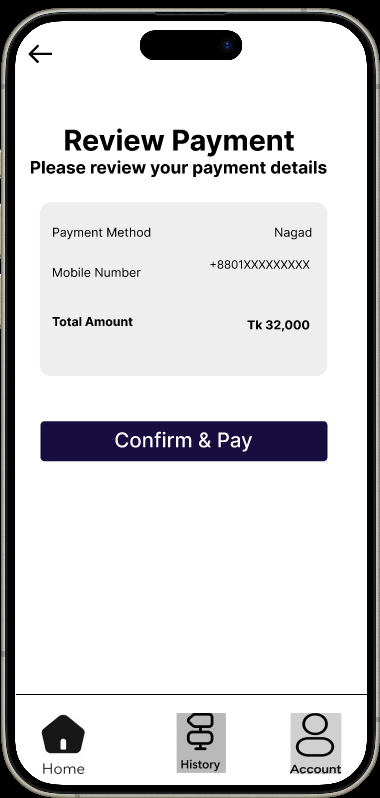 Review Payment
Please review your payment details
Payment Method Nagad
Mobile Number +8801XXXXXXXXX
Total Amount Tk 32,000
Confirm & Pay
Home History Account